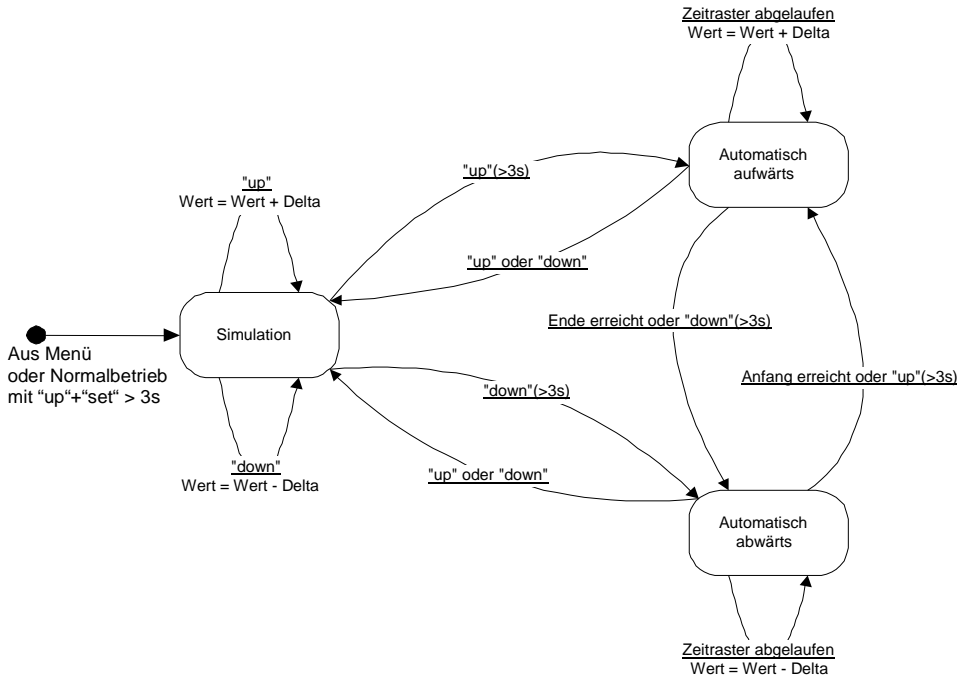 Zeitraster abgelaufen
Wert = Wert + Delta
Automatisch
aufwärts
"up"(>3s)
"up"
Wert = Wert + Delta
"up" oder "down"
Simulation
Ende erreicht oder "down"(>3s)
Aus Menü
oder Normalbetrieb
mit “up“+“set“ > 3s
Anfang erreicht oder "up"(>3s)
"down"(>3s)
"down"
Wert = Wert - Delta
"up" oder "down"
Automatisch
abwärts
Zeitraster abgelaufen
Wert = Wert - Delta